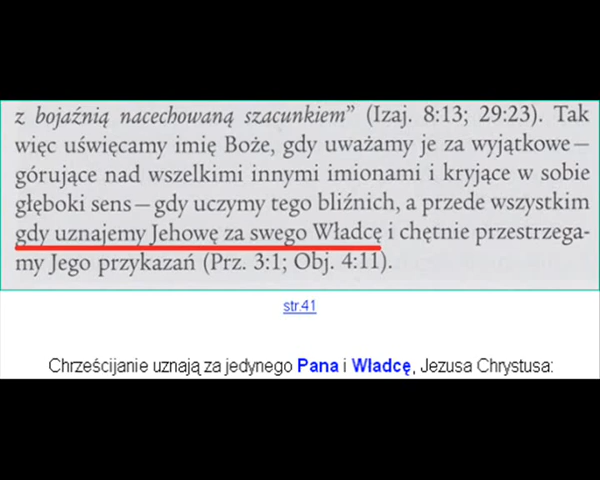 z bojaźnią nacechowaną szacunkiem” (Izaj. 8:13; 29:23). Tak
więc uświęcamy imię Boże, gdy uważamy je za wyjątkowe—
górujące nad wszelkimi innymi imionami i kryjące w sobie
głęboki sens—gdy uczymy tego bliźnich, a przede wszystkim
gdy uznajemy Jehowę za swego Władcę i chętnie przestrzega-
my Jego przykazań (Prz. 3:1; Obj. 4:11).
str.41
Chrześcijanie uznają za jedynego Pana i Wladcę, Jezusa Chrystusa: